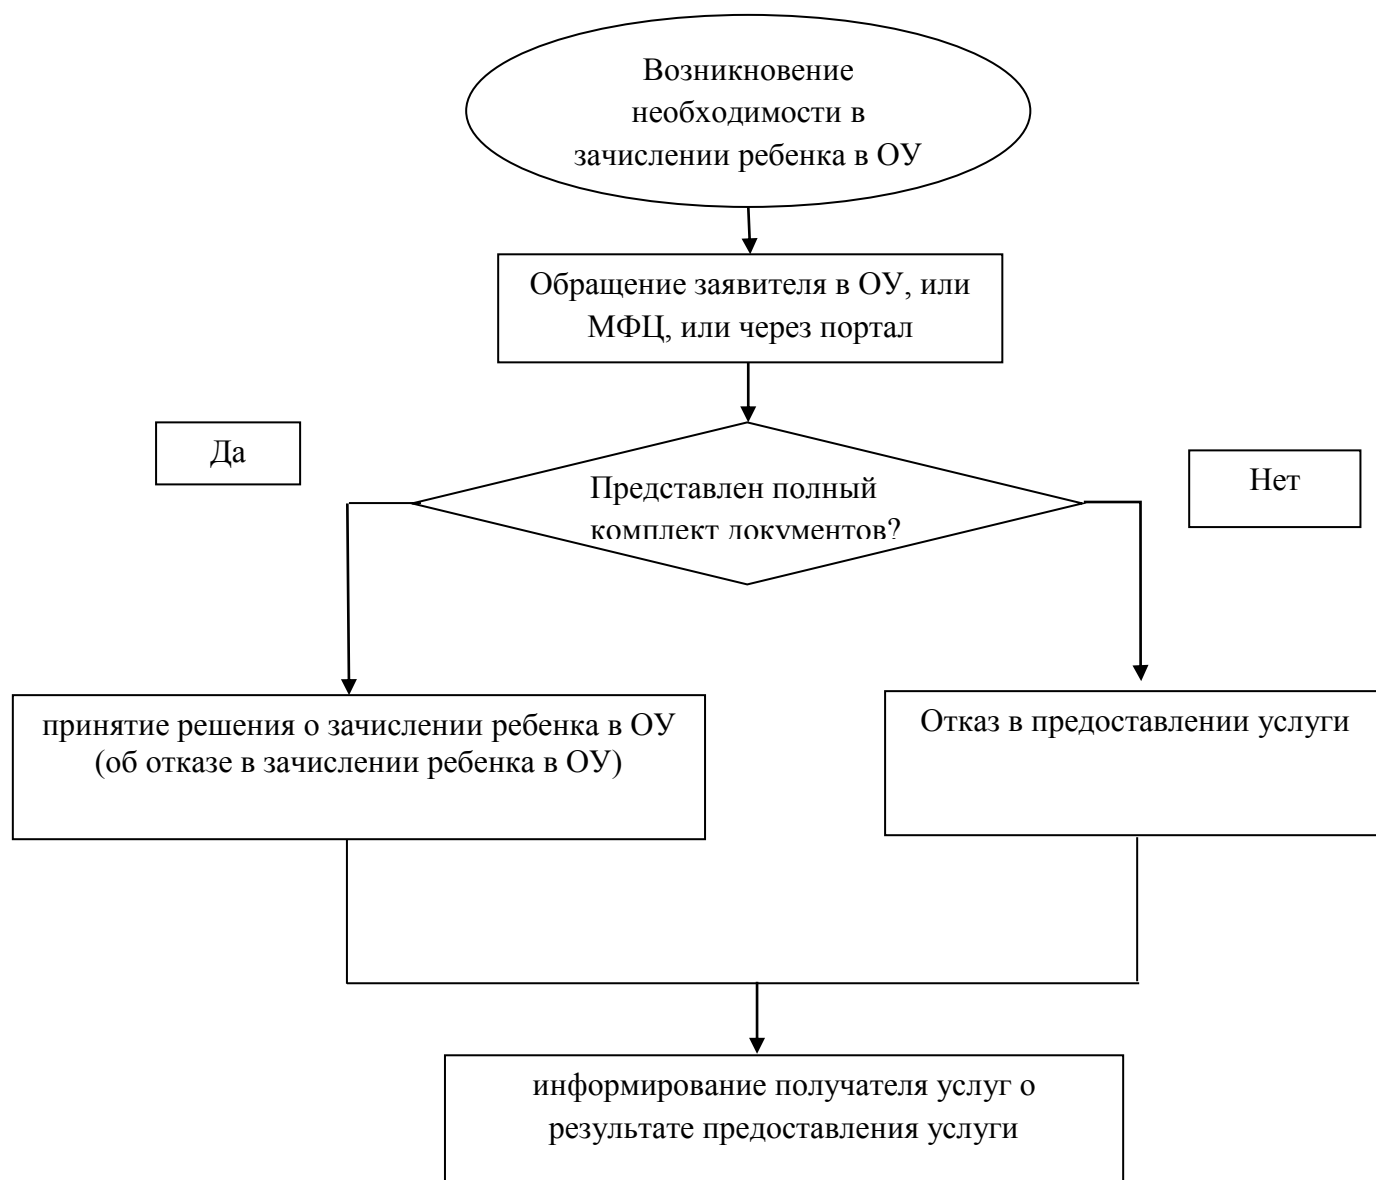 Возникновение
необходимости в
зачислении ребенка в ОУ
Обращение заявителя в ОУ, или
МФЦ, или через портал
Да
Представлен полный
комплект документов?
Нет
принятие решения о зачислении ребенка в ОУ
(об отказе в зачислении ребенка в ОУ)
Отказ в предоставлении услуги
информирование получателя услуг о
результате предоставления услуги